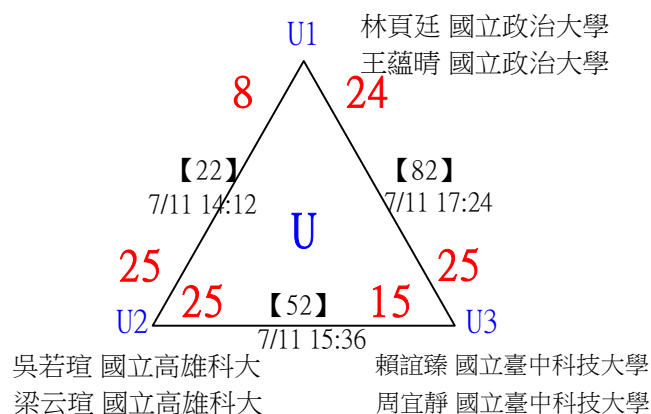 U1
林頁廷 國立政治大學
王蘊晴 國立政治大學
8
24
【22】
7/11 14:12
【82】
7/11 17:24
U
25
25
U2
25
【52】
15
U3
7/11 15:36
吳若瑄 國立高雄科大
梁云瑄 國立高雄科大
賴誼臻 國立臺中科技大學
周宜靜 國立臺中科技大學